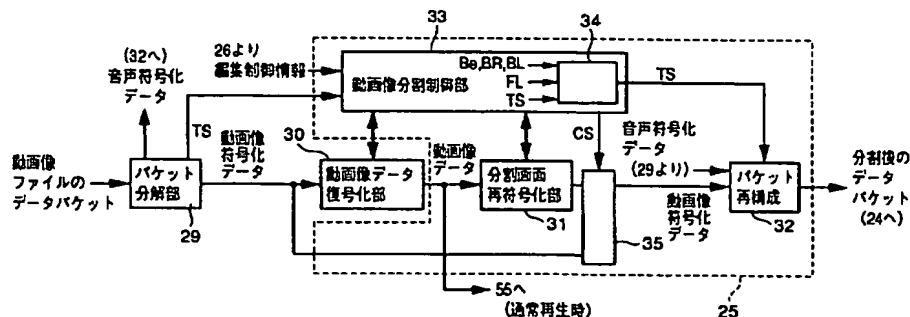 33
34
26より
編集制御情報
(32へ)
音声符号化
データ
Be,BR,BL
FL
TS
動画像分割制御部
TS
TS
動画像
符号化
データ
30
動画像データ
復号化部
動画像
データ
分割画面
再符号化部
31
CS
音声符号化
データ
(29より)
動画像
ファイルの
データパケット
パケット
分解部
29
パケット
再構成
32
動画像
符号化
データ
分割後の
データ
パケット
(24へ)
35
55へ
(通常再生時)
25